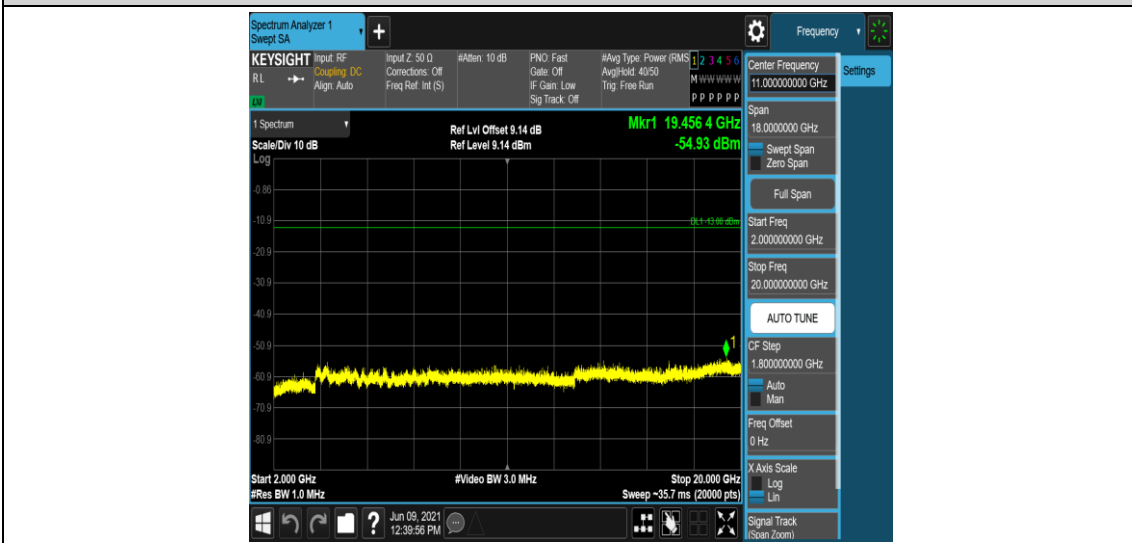 Spectrum Analyzer 1
Swept SA
+
Frequency
KEYSIGHT
R L
Input: RF
Coupling: DC
Align: Auto
Input Z: 50 Ω
Corrections: Off
Freq Ref: Int (S)
#Atten: 10 dB
PNO: Fast
Gate: Off
IF Gain: Low
Sig Track: Off
#Avg Type: Power (RMS
Avg|Hold: 40/50
Trig: Free Run
1 2 3 4 5 6
M W W W W W
P P P P P P
1 Spectrum
Scale/Div 10 dB
Log
Ref Lvl Offset 9.14 dB
Ref Level 9.14 dBm
Mkr1 19.456 4 GHz
-54.93 dBm
-0.86
-10.9
DL1 -13.00 dBm
-20.9
-30.9
-40.9
-50.9
1
-60.9
-70.9
-80.9
Start 2.000 GHz
#Res BW 1.0 MHz
#Video BW 3.0 MHz
Stop 20.000 GHz
Sweep ~35.7 ms (20000 pts)
Jun 09, 2021
12:39:56 PM
?
Center Frequency
11.000000000 GHz
Settings
Span
18.0000000 GHz
Swept Span
Zero Span
Full Span
Start Freq
2.000000000 GHz
Stop Freq
20.000000000 GHz
AUTO TUNE
CF Step
1.800000000 GHz
Auto
Man
Freq Offset
0 Hz
X Axis Scale
Log
Lin
Signal Track
(Span Zoom)